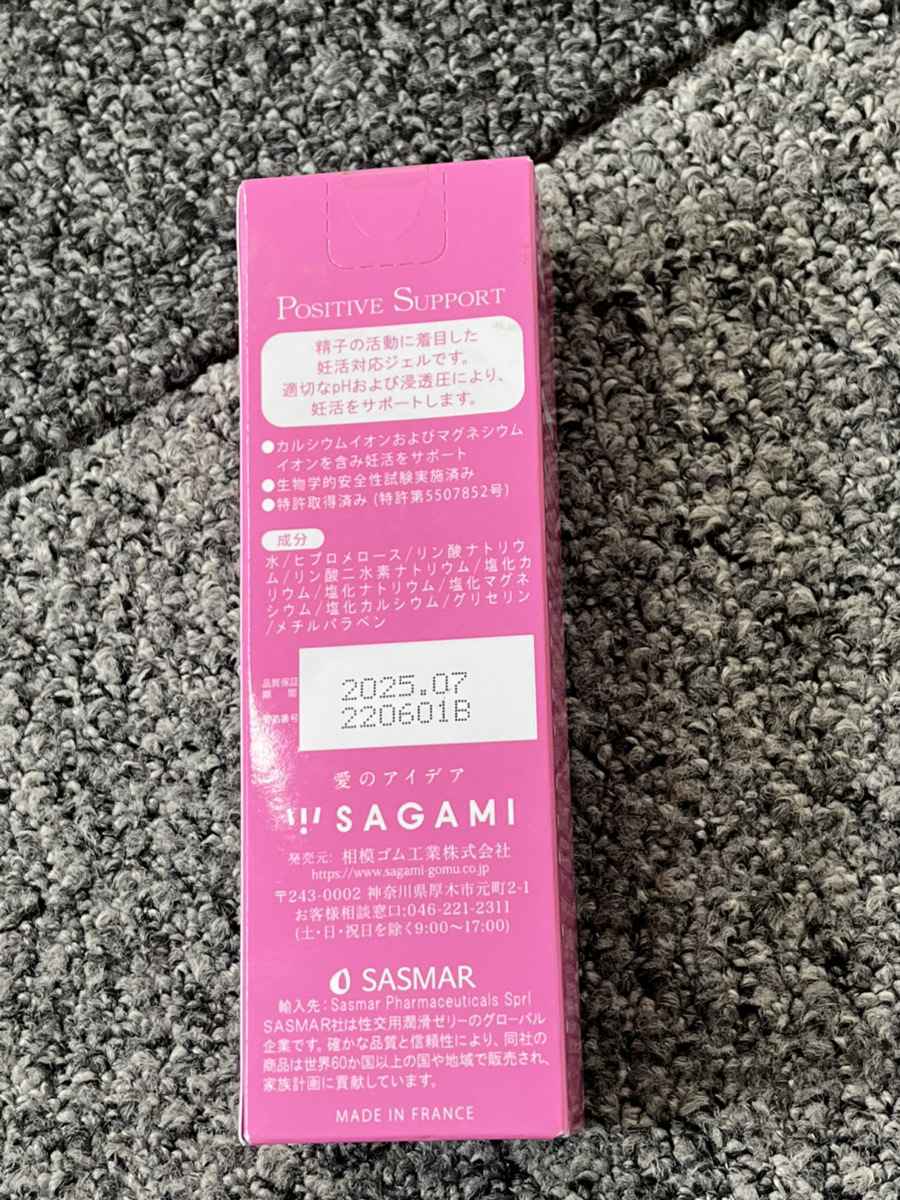 POSITIVE SUPPORT
精子の活動に着目した
妊活対応ジェルです。
適切なpHおよび浸透圧により、
妊活をサポートします。
●カルシウムイオンおよびマグネシウム
イオンを含み妊活をサポート
●生物学的安全性試験実施済み
●特許取得済み (特許第5507852号)
成分
水/ヒプロメロース/リン酸ナトリウ
ム/リン酸二水素ナトリウム/塩化カ
リウム/塩化ナトリウム/塩化マグネ
シウム/塩化カルシウム/グリセリン
/メチルパラベン
品質保証
期間
2025.07
220601B
愛のアイデア
SAGAMI
発売元: 相模ゴム工業株式会社
https://www.sagami-gomu.co.jp
〒243-0002 神奈川県厚木市元町2-1
お客様相談窓口:046-221-2311
(土・日・祝日を除く9:00〜17:00)
SASMAR
輸入先:Sasmar Pharmaceuticals Sprl
SASMAR社は性交用潤滑ゼリーのグローバル
企業です。確かな品質と信頼性により、同社の
商品は世界60か国以上の国や地域で販売され、
家族計画に貢献しています。
MADE IN FRANCE